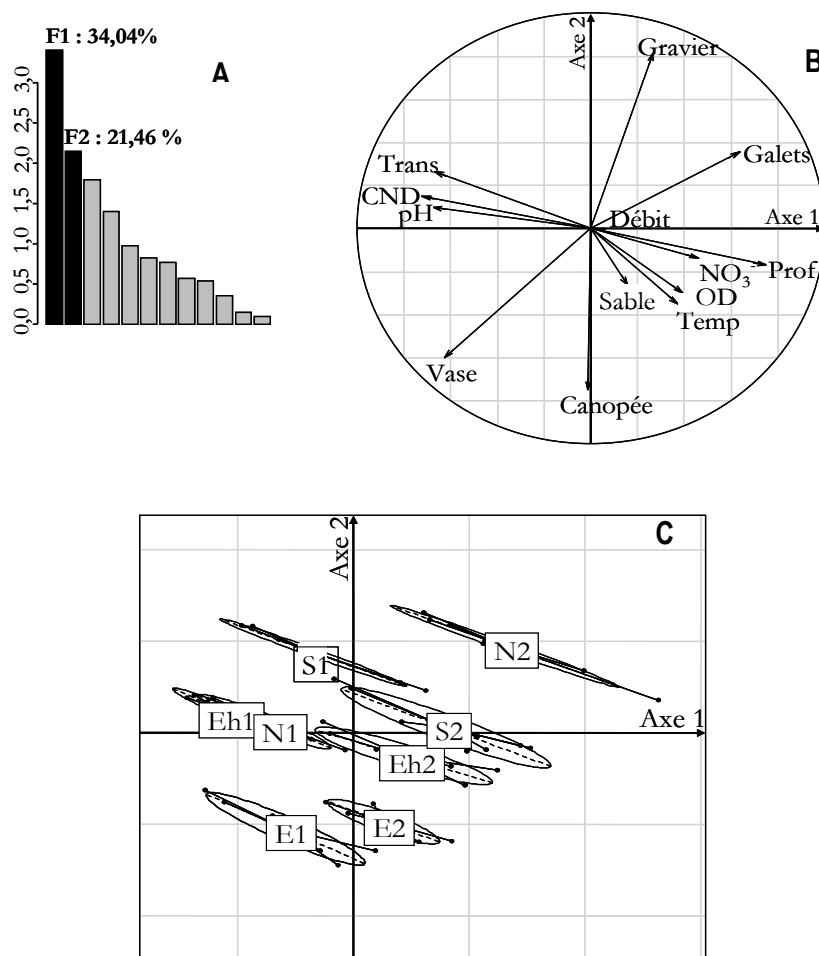 F1 : 34,04%
A
F2 : 21,46 %
3,0
2,5
2,0
1,5
1,0
0,5
0,0
Axe 2
B
Gravier
Galets
Trans
CND
pH
Débit
Axe 1
NO3-
Prof
OD
Sable
Temp
Vase
Canopée
C
Axe 2
N2
S1
Eh1
N1
S2
Axe 1
Eh2
E1
E2